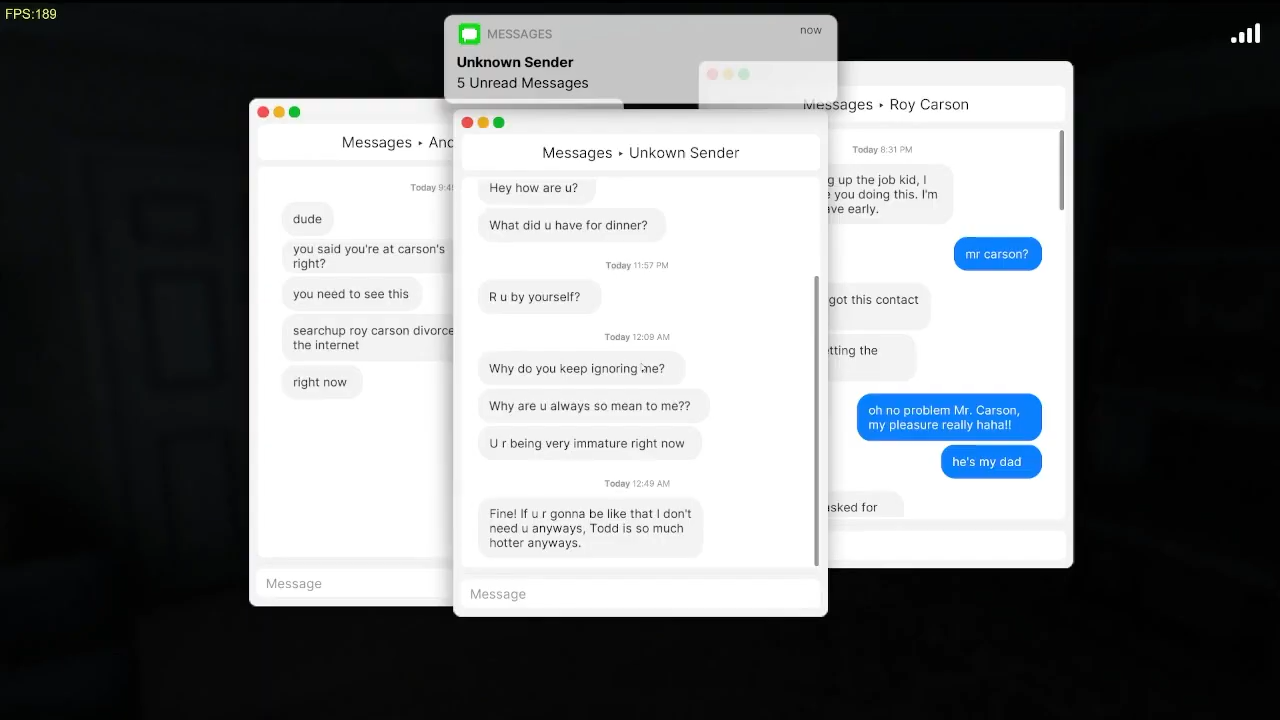 FPS:189
MESSAGES
now
Unknown Sender
5 Unread Messages
Messages ▸ And
Today 9:4
dude
you said you're at carson's
right?
you need to see this
searchup roy carson divorce
the internet
right now
Message
Messages ▸ Unkown Sender
Hey how are u?
What did u have for dinner?
Today 11:57 PM
R u by yourself?
Today 12:09 AM
Why do you keep ignoring me?
Why are u always so mean to me??
U r being very immature right now
Today 12:49 AM
Fine! If u r gonna be like that I don't
need u anyways, Todd is so much
hotter anyways.
Message
Messages ▸ Roy Carson
Today 8:31 PM
g up the job kid, I
e you doing this. I'm
ave early.
mr carson?
got this contact
etting the
oh no problem Mr. Carson,
my pleasure really haha!!
he's my dad
asked for